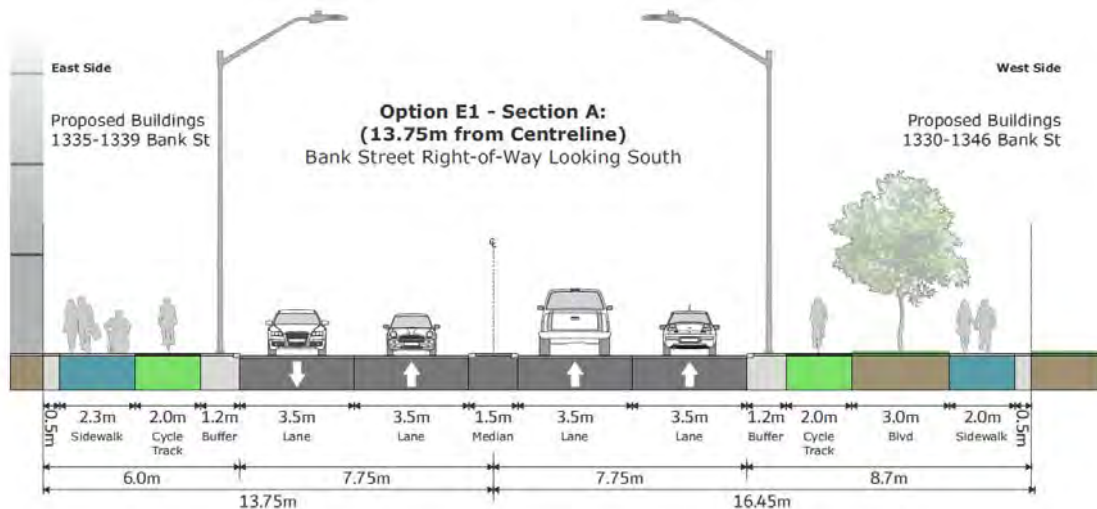 East Side
West Side
Proposed Buildings
1335-1339 Bank St
Option E1 - Section A:
(13.75m from Centreline)
Bank Street Right-of-Way Looking South
Proposed Buildings
1330-1346 Bank St
0.5m
2.3m
Sidewalk
2.0m
Cycle
Track
1.2m
Buffer
3.5m
Lane
3.5m
Lane
1.5m
Median
3.5m
Lane
3.5m
Lane
1.2m
Buffer
2.0m
Cycle
Track
3.0m
Blvd
2.0m
Sidewalk
0.5m
6.0m
7.75m
7.75m
8.7m
13.75m
16.45m